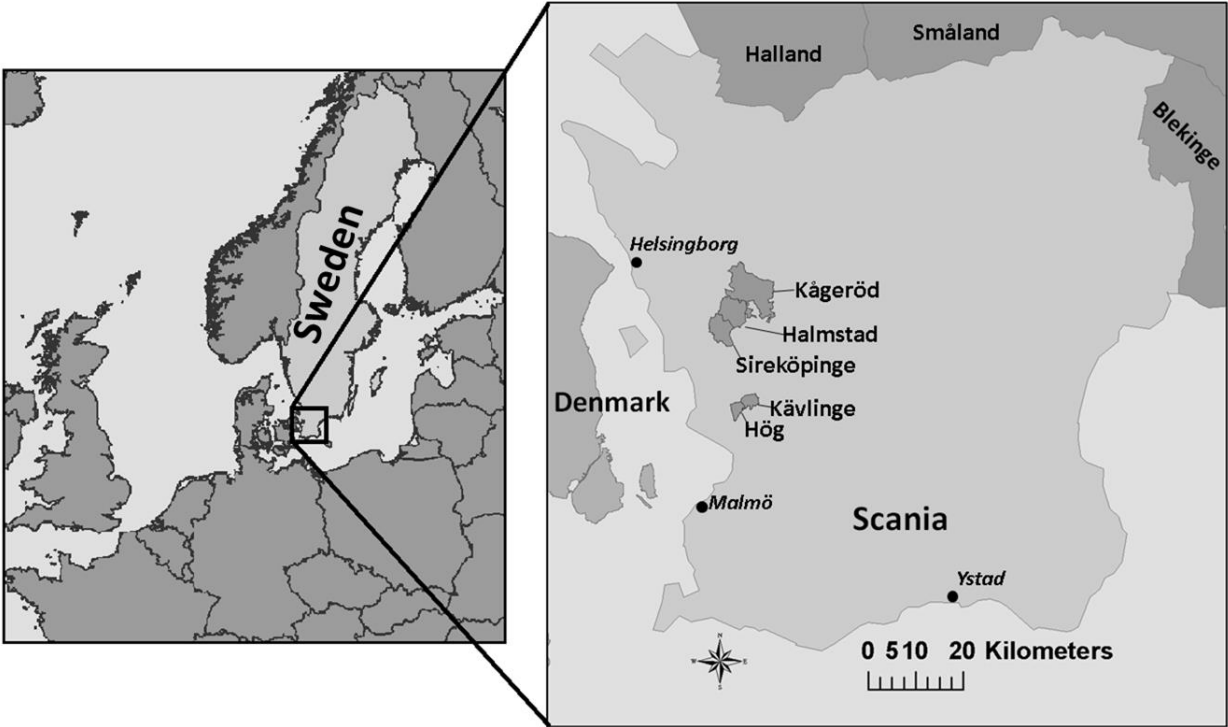 Sweden
Halland
Småland
Blekinge
Helsingborg
Kågeröd
Halmstad
Sireköpinge
Denmark
Kävlinge
Hög
Malmö
Scania
Ystad
N
W
E
S
0 5 10 20 Kilometers